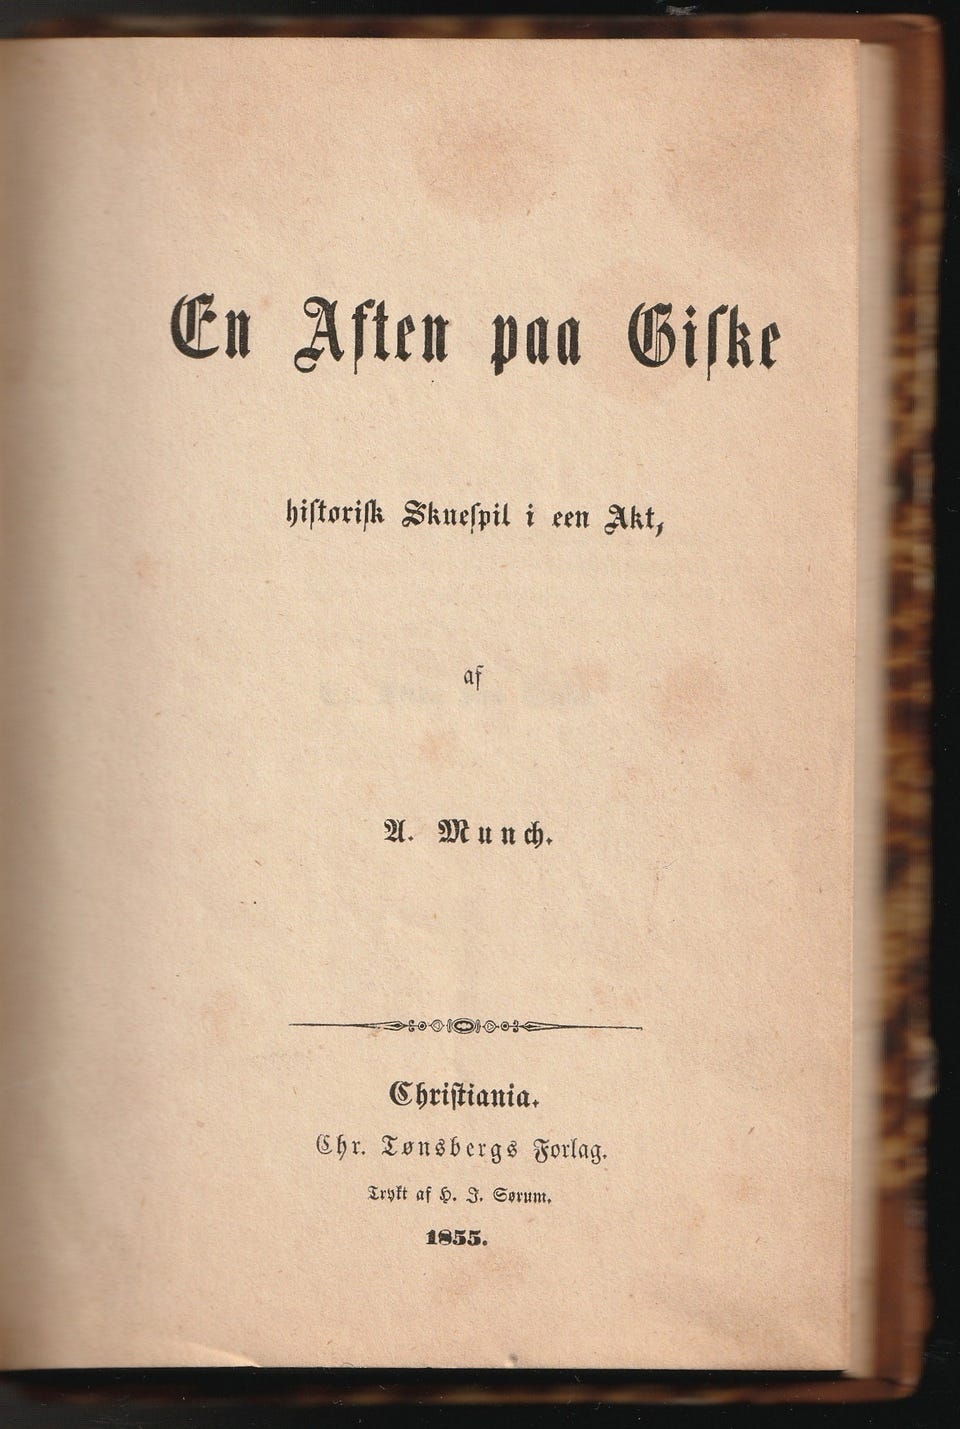 En Aften paa Giske
historisk Skuespil i een Akt,
af
A. Munch.
Christiania.
Chr. Tønsbergs Forlag.
Trykt af H. J. Sørum.
1855.